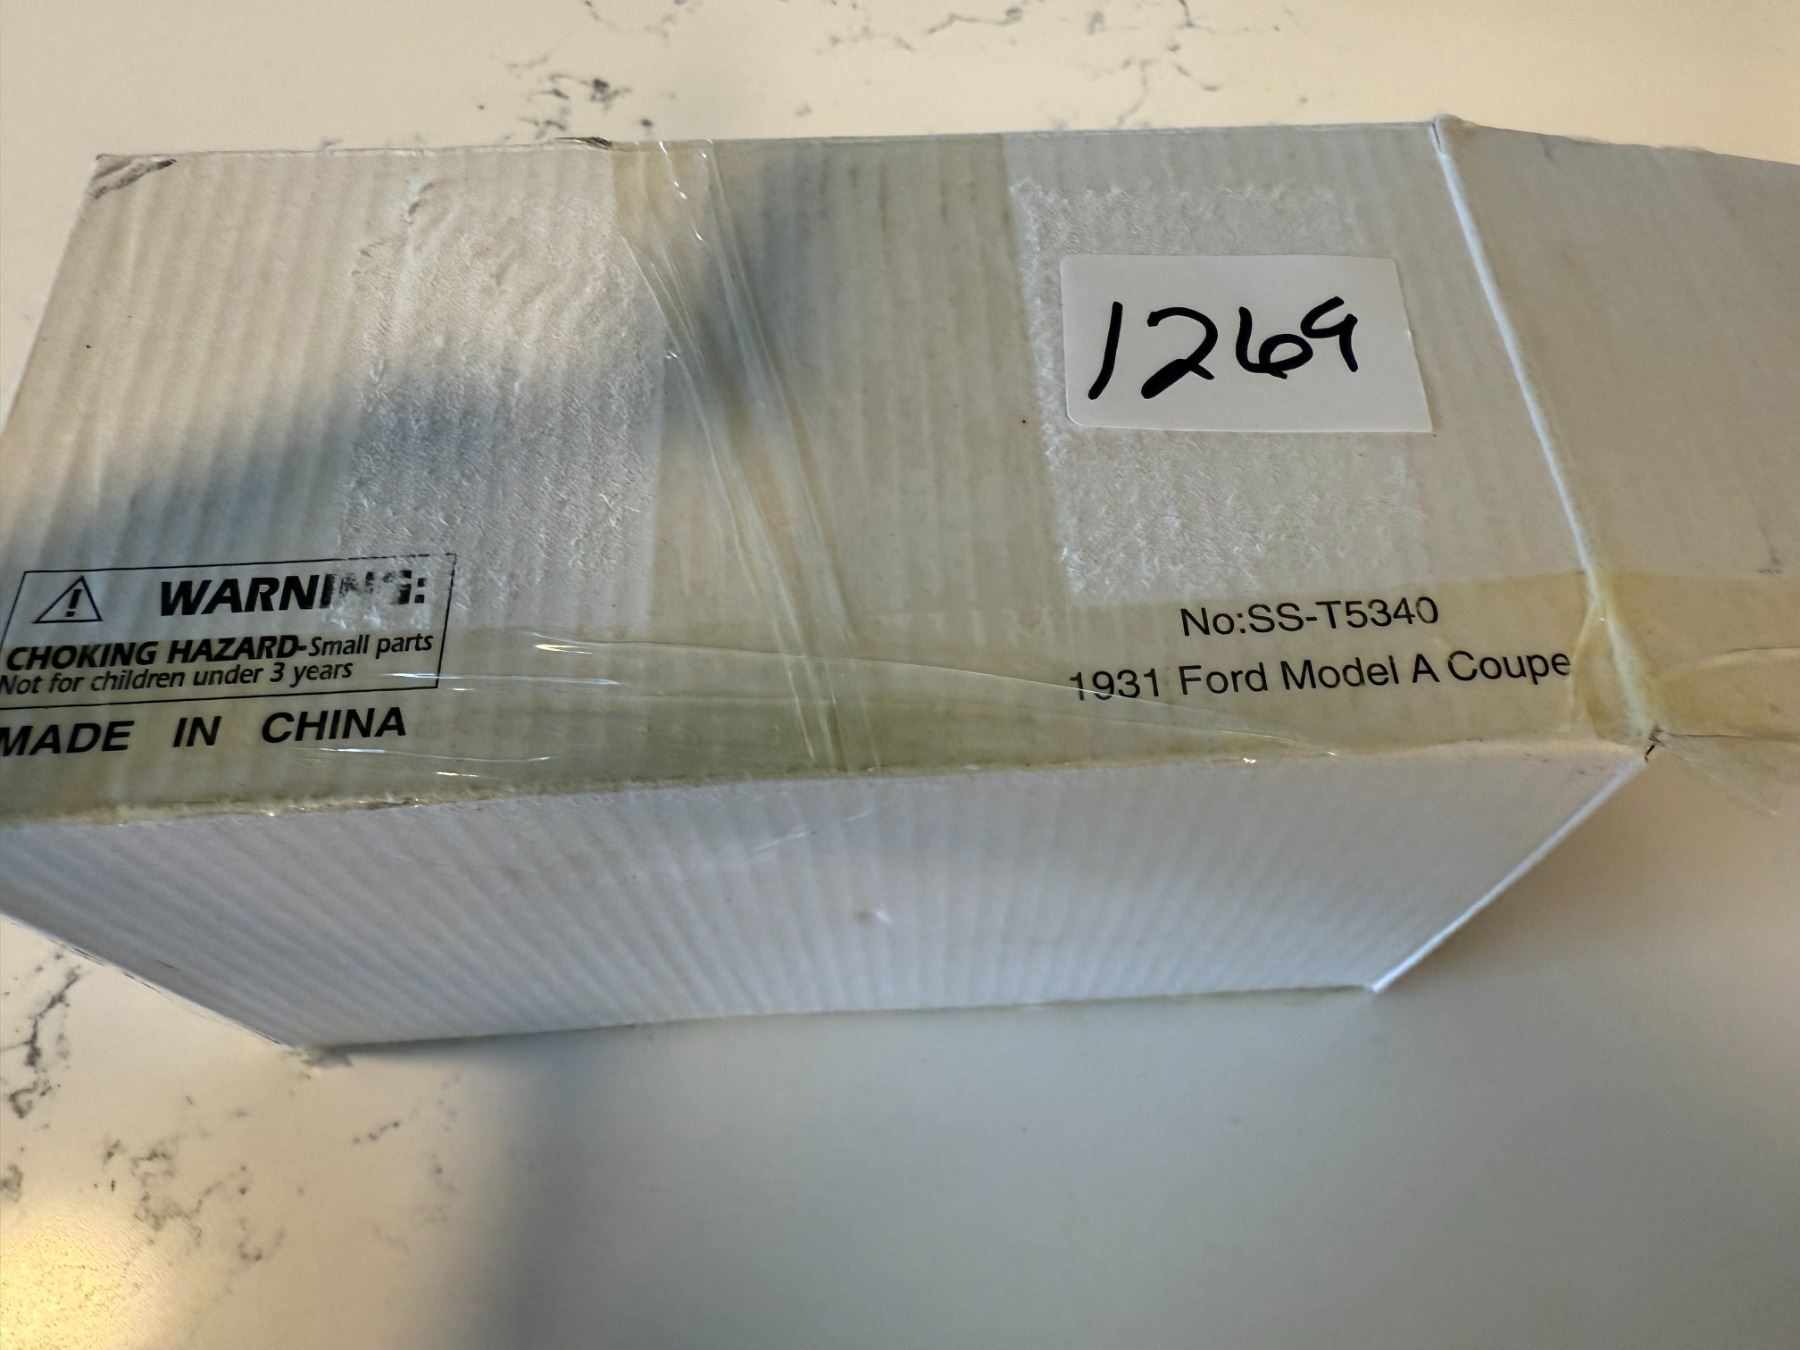 1269
WARNING:
CHOKING HAZARD-Small parts
Not for children under 3 years
MADE IN CHINA
No:SS-T5340
1931 Ford Model A Coupe